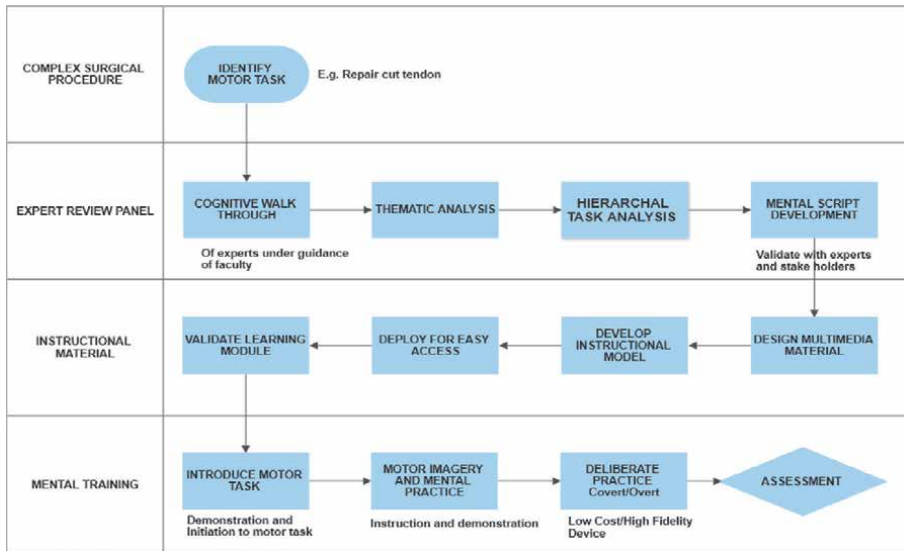 COMPLEX SURGICAL
PROCEDURE
IDENTIFY
MOTOR TASK
E.g. Repair cut tendon
EXPERT REVIEW PANEL
COGNITIVE WALK
THROUGH
Of experts under guidance
of faculty
THEMATIC ANALYSIS
HIERARCHAL
TASK ANALYSIS
MENTAL SCRIPT
DEVELOPMENT
Validate with experts
and stake holders
INSTRUCTIONAL
MATERIAL
VALIDATE LEARNING
MODULE
DEPLOY FOR EASY
ACCESS
DEVELOP
INSTRUCTIONAL
MODEL
DESIGN MULTIMEDIA
MATERIAL
MENTAL TRAINING
INTRODUCE MOTOR
TASK
Demonstration and
Initiation to motor task
MOTOR IMAGERY
AND MENTAL
PRACTICE
Instruction and demonstration
DELIBERATE
PRACTICE
Covert/Overt
Low Cost/High Fidelity
Device
ASSESSMENT